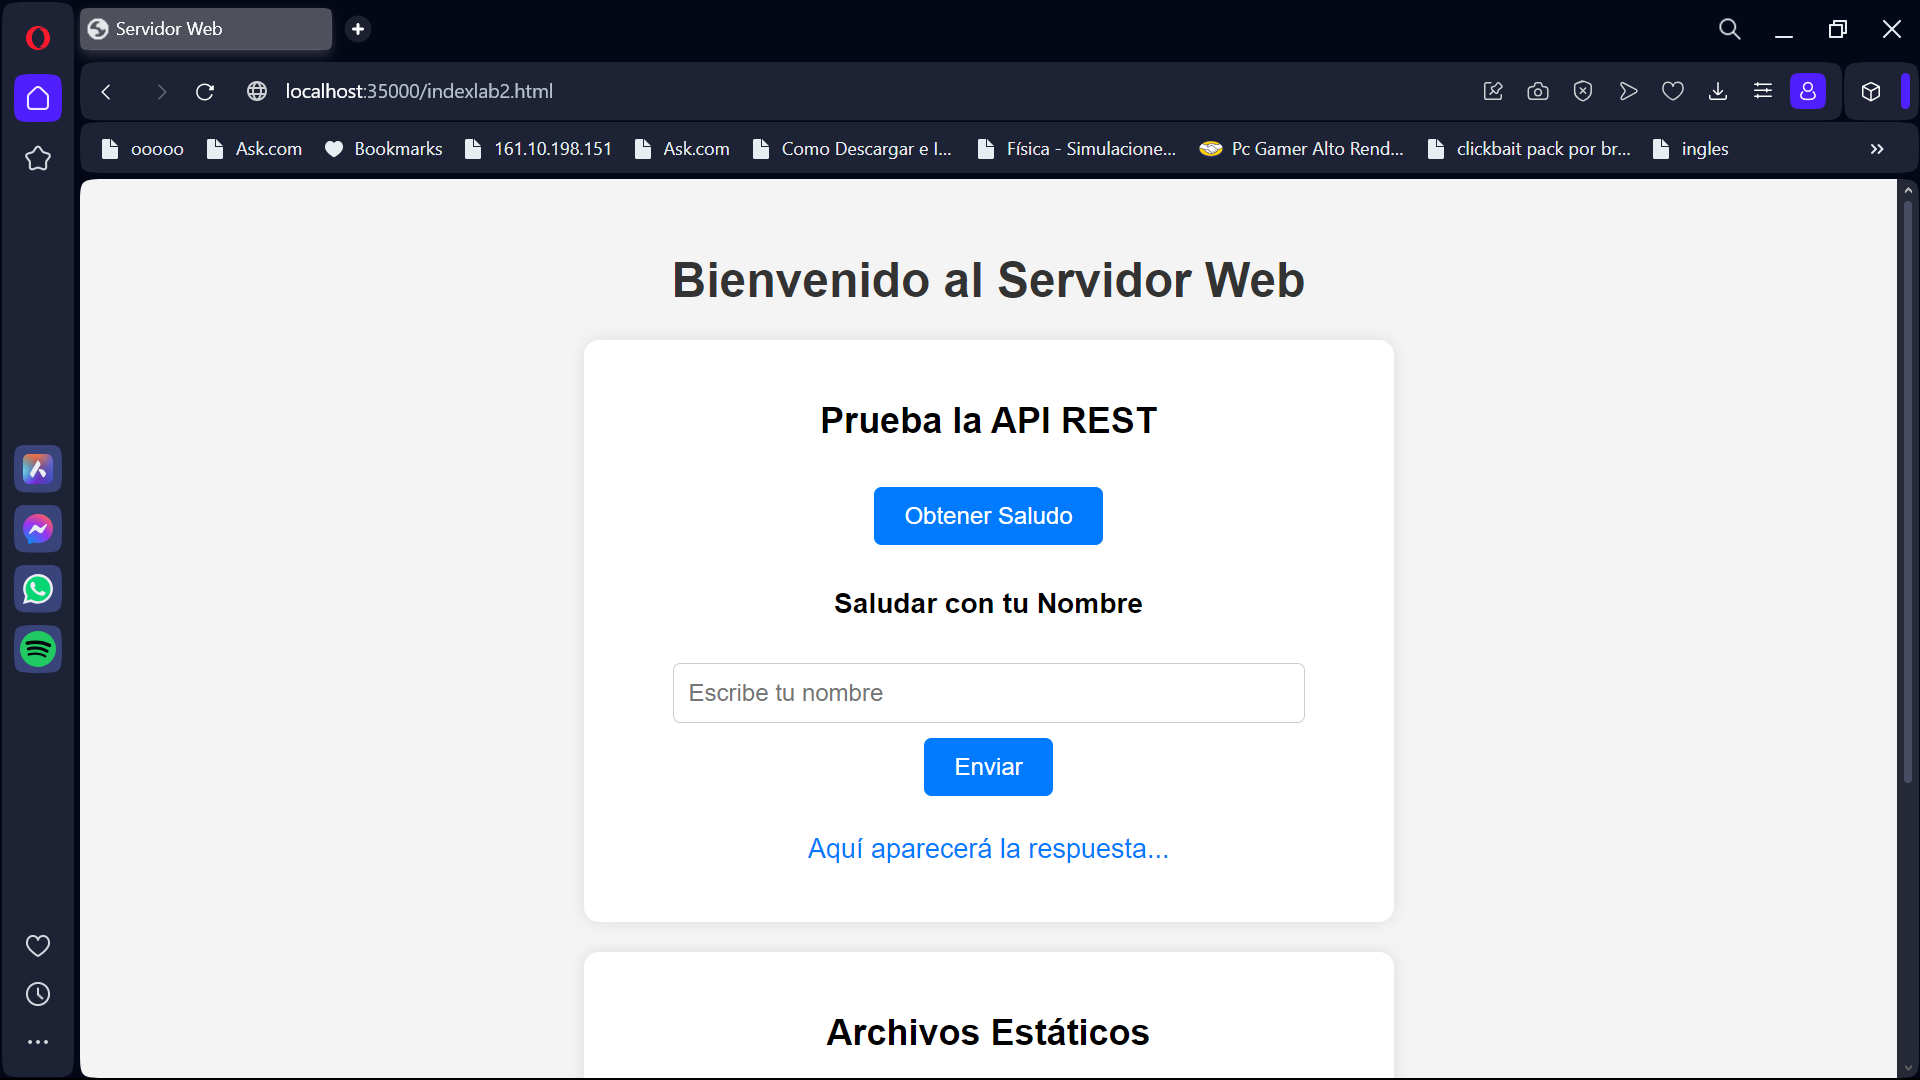 Servidor Web
localhost:35000/indexlab2.html
ooooo Ask.com Bookmarks 161.10.198.151 Ask.com Como Descargar e I... Física - Simulacione... Pc Gamer Alto Rend... clickbait pack por br... ingles
Bienvenido al Servidor Web
Prueba la API REST
Obtener Saludo
Saludar con tu Nombre
Escribe tu nombre
Enviar
Aquí aparecerá la respuesta...
Archivos Estáticos